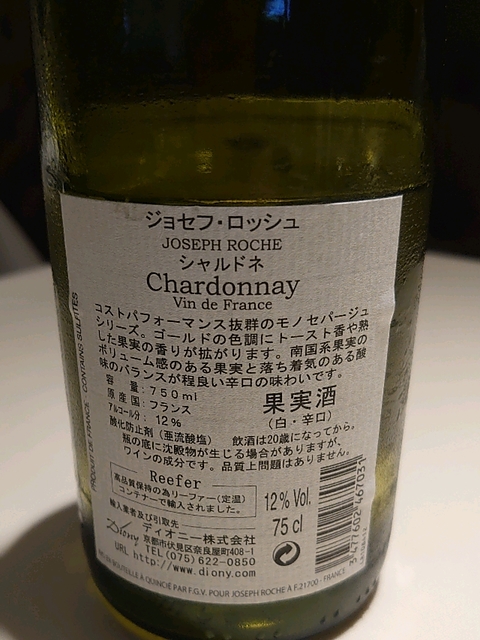 ジョセフ・ロッシュ
JOSEPH ROCHE
シャルドネ
Chardonnay
Vin de France
コストパフォーマンス抜群のモノセパージュ
シリーズ。ゴールドの色調にトースト香や熟
した果実の香りが拡がります。南国系果実の
ボリューム感のある果実と落ち着気のある酸
味のバランスが程良い辛口の味わいです。
容 量:750ml
原産国:フランス
アルコール分: 12%
果実酒
(白・辛口)
酸化防止剤(亜流酸塩) 飲酒は20歳になってから。
瓶の底に沈殿物が生じる場合がありますが、
ワインの成分です。品質上問題はありません。
Reefer
高品質保持の為リーファー(定温)
コンテナーで輸入されました。
12% Vol.
75 cl
輸入業者及び引取先
Diony ディオニー株式会社
京都市伏見区奈良屋町408-1
TEL(075) 622-0850
URL http://www.diony.com
MIS EN BOUTEILLE À QUINCIÉ PAR F.G.V. POUR JOSEPH ROCHE À F.21700 - FRANCE
PRODUIT DE FRANCE - CONTAINS SULFITES